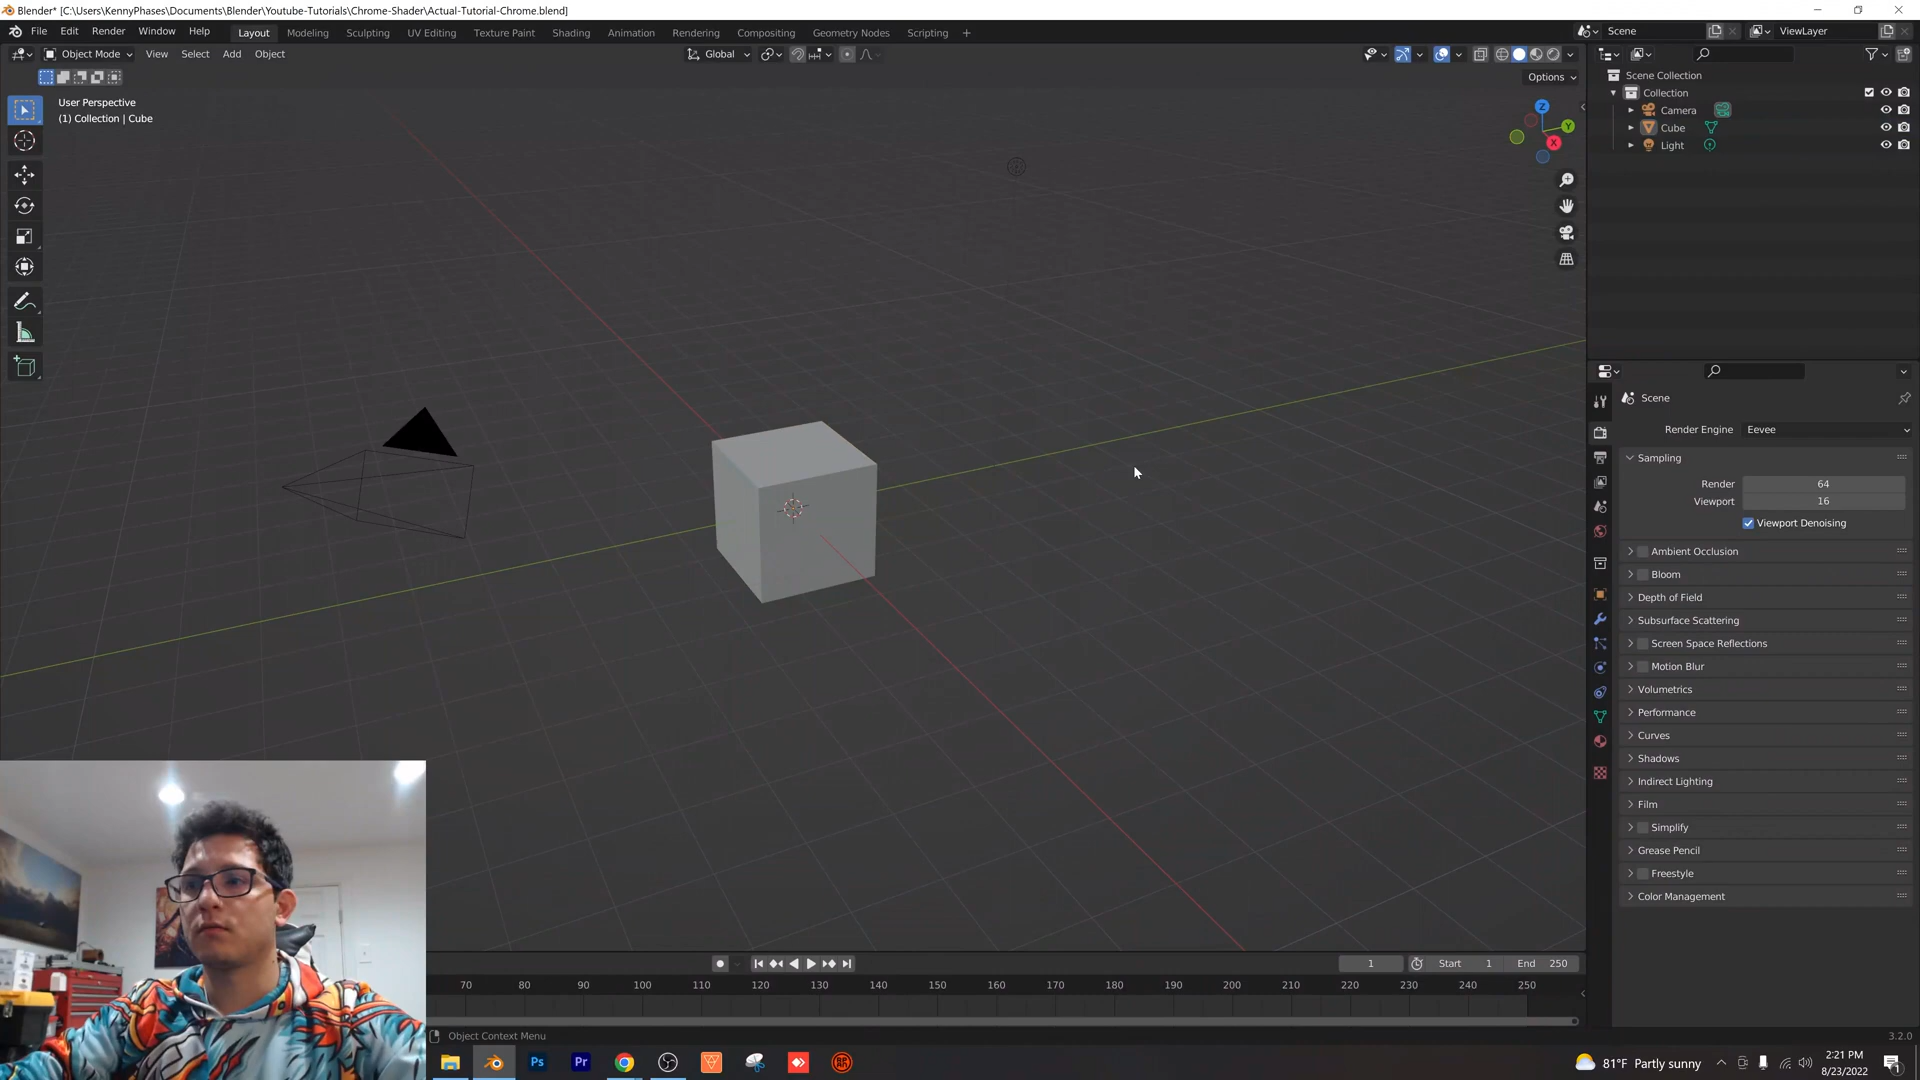 Blender* [C:\Users\KennyPhases\Documents\Blender\Youtube-Tutorials\Chrome-Shader\Actual-Tutorial-Chrome.blend]
File Edit Render Window Help Layout Modeling Sculpting UV Editing Texture Paint Shading Animation Rendering Compositing Geometry Nodes Scripting + Scene ViewLayer
Object Mode View Select Add Object Global
Options
User Perspective
(1) Collection | Cube
Z
Y
X
Scene Collection
Collection
Camera
Cube
Light
Scene
Render Engine Eevee
Sampling
Render 64
Viewport 16
Viewport Denoising
Ambient Occlusion
Bloom
Depth of Field
Subsurface Scattering
Screen Space Reflections
Motion Blur
Volumetrics
Performance
Curves
Shadows
Indirect Lighting
Film
Simplify
Grease Pencil
Freestyle
Color Management
1 Start 1 End 250
70 80 90 100 110 120 130 140 150 160 170 180 190 200 210 220 230 240 250
Object Context Menu
3.2.0
Ps Pr
81°F Partly sunny
2:21 PM
8/23/2022
1